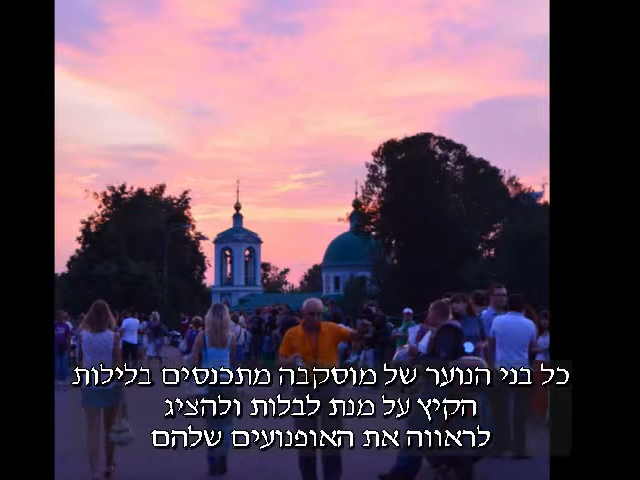 כל בני הנוער של מוסקבה מתכנסים בלילות
הקיץ על מנת לבלות ולהציג
לראווה את האופנועים שלהם